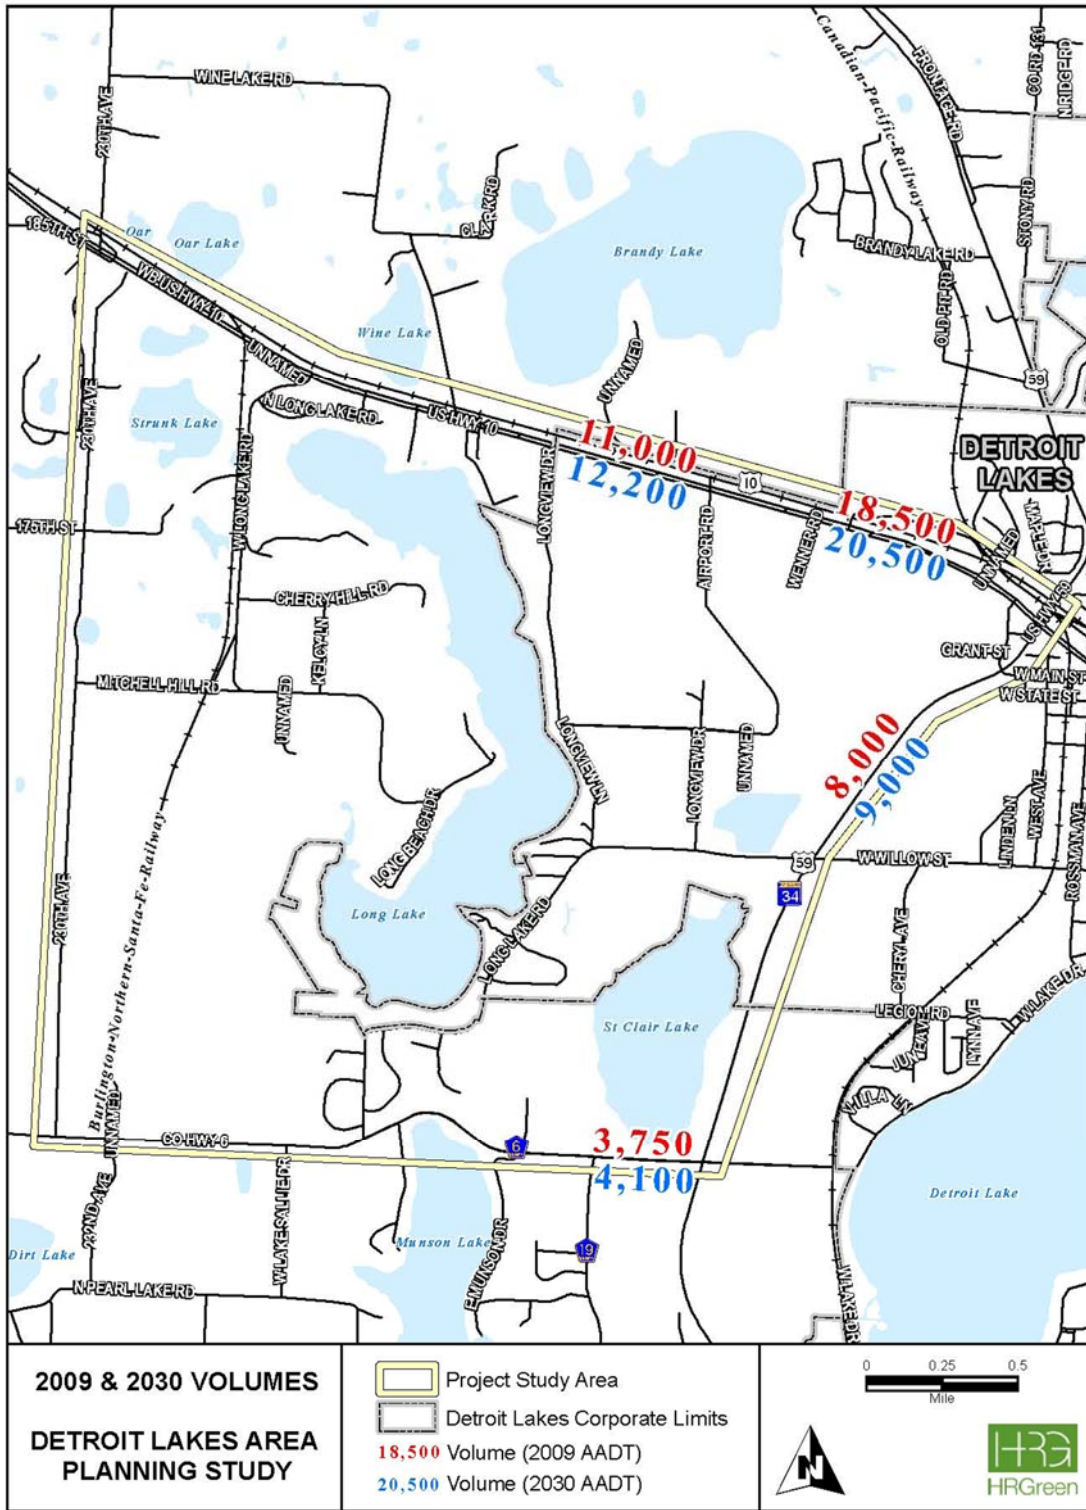 Canadian-Pacific-Railway
FRONTAGE RD
CO RD 131
N RIDGE RD
WINE LAKE RD
230TH AVE
CLARK RD
STONY RD
185TH ST
Oar
Oar Lake
Brandy Lake
BRANDY LAKE RD
WB US HWY 10
OLD PIT RD
Wine Lake
UNNAMED
UNNAMED
59
230TH AVE
N LONG LAKE RD
US HWY 10
Strunk Lake
11,000
12,200
10
DETROIT
LAKES
W LONG LAKE RD
LONGVIEW DR
18,500
20,500
175TH ST
AIRPORT RD
WENNER RD
UNNAMED
CHERRY HILL RD
US HWY 59
KELCY LN
GRANT ST
W MAIN ST
W STATE ST
MITCHELL HILL RD
UNNAMED
LONGVIEW LN
LONGVIEW DR
UNNAMED
8,000
9,000
LONG BEACH DR
LINDEN LN
WEST AVE
ROSSMAN AVE
59
W WILLOW ST
34
Burlington-Northern-Santa-Fe-Railway
230TH AVE
Long Lake
LONG LAKE RD
CHERYL AVE
W LAKE DR
St Clair Lake
LEGION RD
JUNE AVE
LYNN AVE
VILLA LN
UNNAMED
CO HWY 6
6
3,750
4,100
232ND AVE
W LAKE SALLIE DR
Munson Lake
E MUNSON DR
19
Detroit Lake
Dirt Lake
N PEARL LAKE RD
W LAKE DR
2009 & 2030 VOLUMES
DETROIT LAKES AREA
PLANNING STUDY
Project Study Area
Detroit Lakes Corporate Limits
18,500 Volume (2009 AADT)
20,500 Volume (2030 AADT)
0 0.25 0.5
Mile
N
HRG
HRGreen